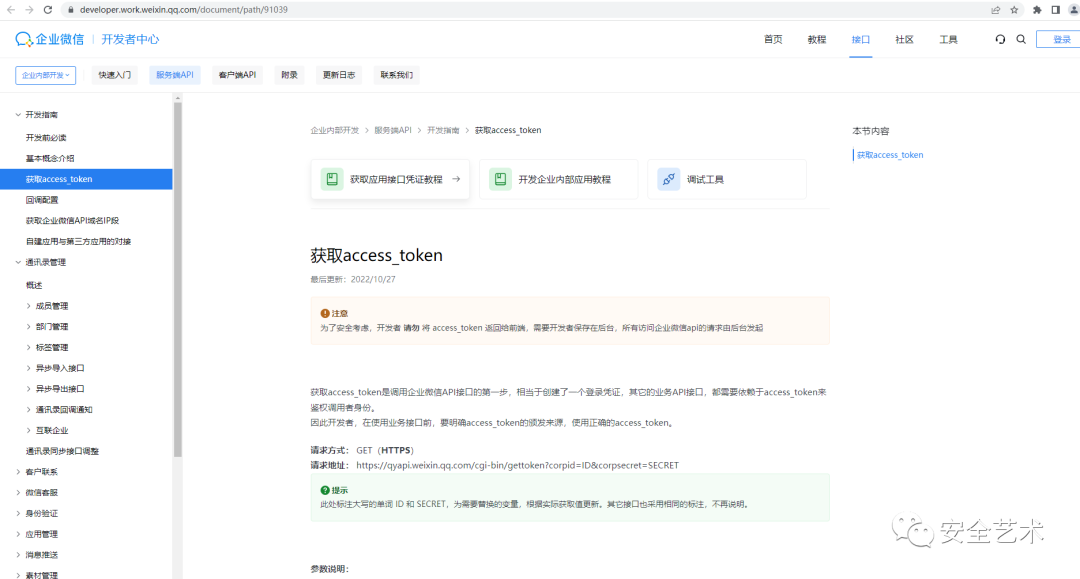 developer.work.weixin.qq.com/document/path/91039
企业微信 | 开发者中心
首页 教程 接口 社区 工具 登录
企业内部开发 快速入门 服务端API 客户端API 附录 更新日志 联系我们
开发指南
开发前必读
基本概念介绍
获取access_token
回调配置
获取企业微信API域名IP段
自建应用与第三方应用的对接
通讯录管理
概述
成员管理
部门管理
标签管理
异步导入接口
异步导出接口
通讯录回调通知
互联企业
通讯录同步接口调整
客户联系
微信客服
身份验证
应用管理
消息推送
素材管理
企业内部开发 > 服务端API > 开发指南 > 获取access_token
获取应用接口凭证教程 → 开发企业内部应用教程 调试工具
获取access_token
最后更新：2022/10/27
注意
为了安全考虑，开发者 请勿 将 access_token 返回给前端，需要开发者保存在后台，所有访问企业微信api的请求由后台发起
获取access_token是调用企业微信API接口的第一步，相当于创建了一个登录凭证，其它的业务API接口，都需要依赖于access_token来
鉴权调用者身份。
因此开发者，在使用业务接口前，要明确access_token的颁发来源，使用正确的access_token。
请求方式： GET（HTTPS）
请求地址： https://qyapi.weixin.qq.com/cgi-bin/gettoken?corpid=ID&corpsecret=SECRET
提示
此处标注大写的单词 ID 和 SECRET，为需要替换的变量，根据实际获取值更新。其它接口也采用相同的标注，不再说明。
参数说明：
本节内容
获取access_token
安全艺术